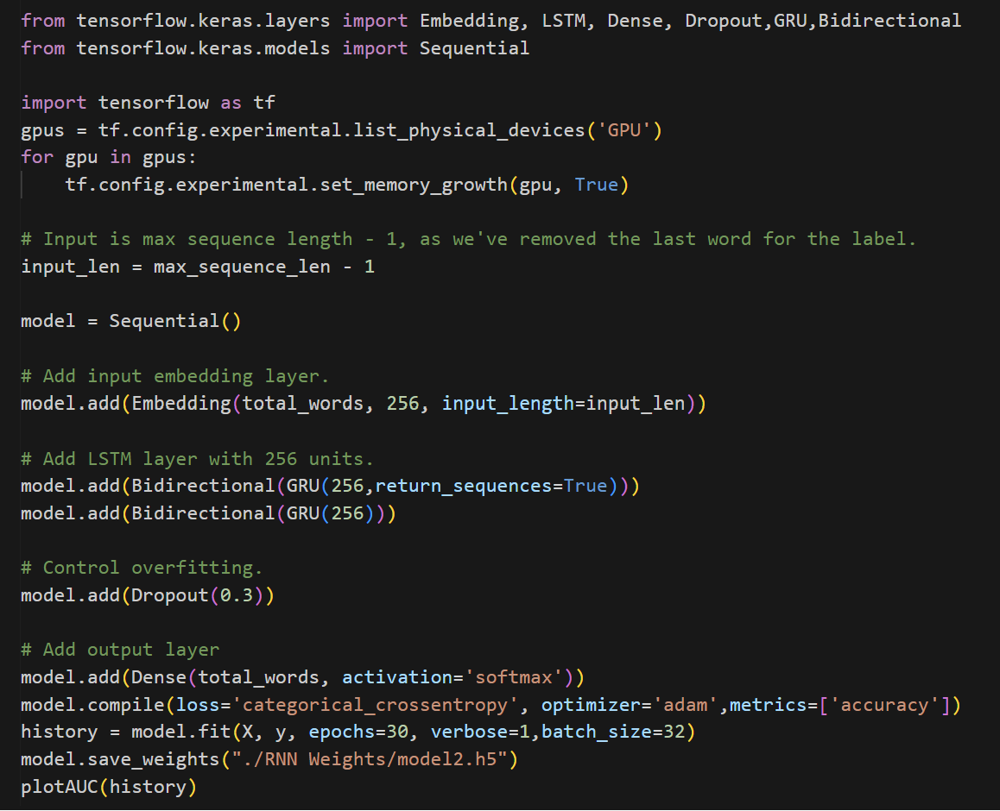 from tensorflow.keras.layers import Embedding, LSTM, Dense, Dropout,GRU,Bidirectional
from tensorflow.keras.models import Sequential
import tensorflow as tf
gpus = tf.config.experimental.list_physical_devices('GPU')
for gpu in gpus:
    tf.config.experimental.set_memory_growth(gpu, True)
# Input is max sequence length - 1, as we've removed the last word for the label.
input_len = max_sequence_len - 1
model = Sequential()
# Add input embedding layer.
model.add(Embedding(total_words, 256, input_length=input_len))
# Add LSTM layer with 256 units.
model.add(Bidirectional(GRU(256,return_sequences=True)))
model.add(Bidirectional(GRU(256)))
# Control overfitting.
model.add(Dropout(0.3))
# Add output layer
model.add(Dense(total_words, activation='softmax'))
model.compile(loss='categorical_crossentropy', optimizer='adam',metrics=['accuracy'])
history = model.fit(X, y, epochs=30, verbose=1,batch_size=32)
model.save_weights("./RNN Weights/model2.h5")
plotAUC(history)